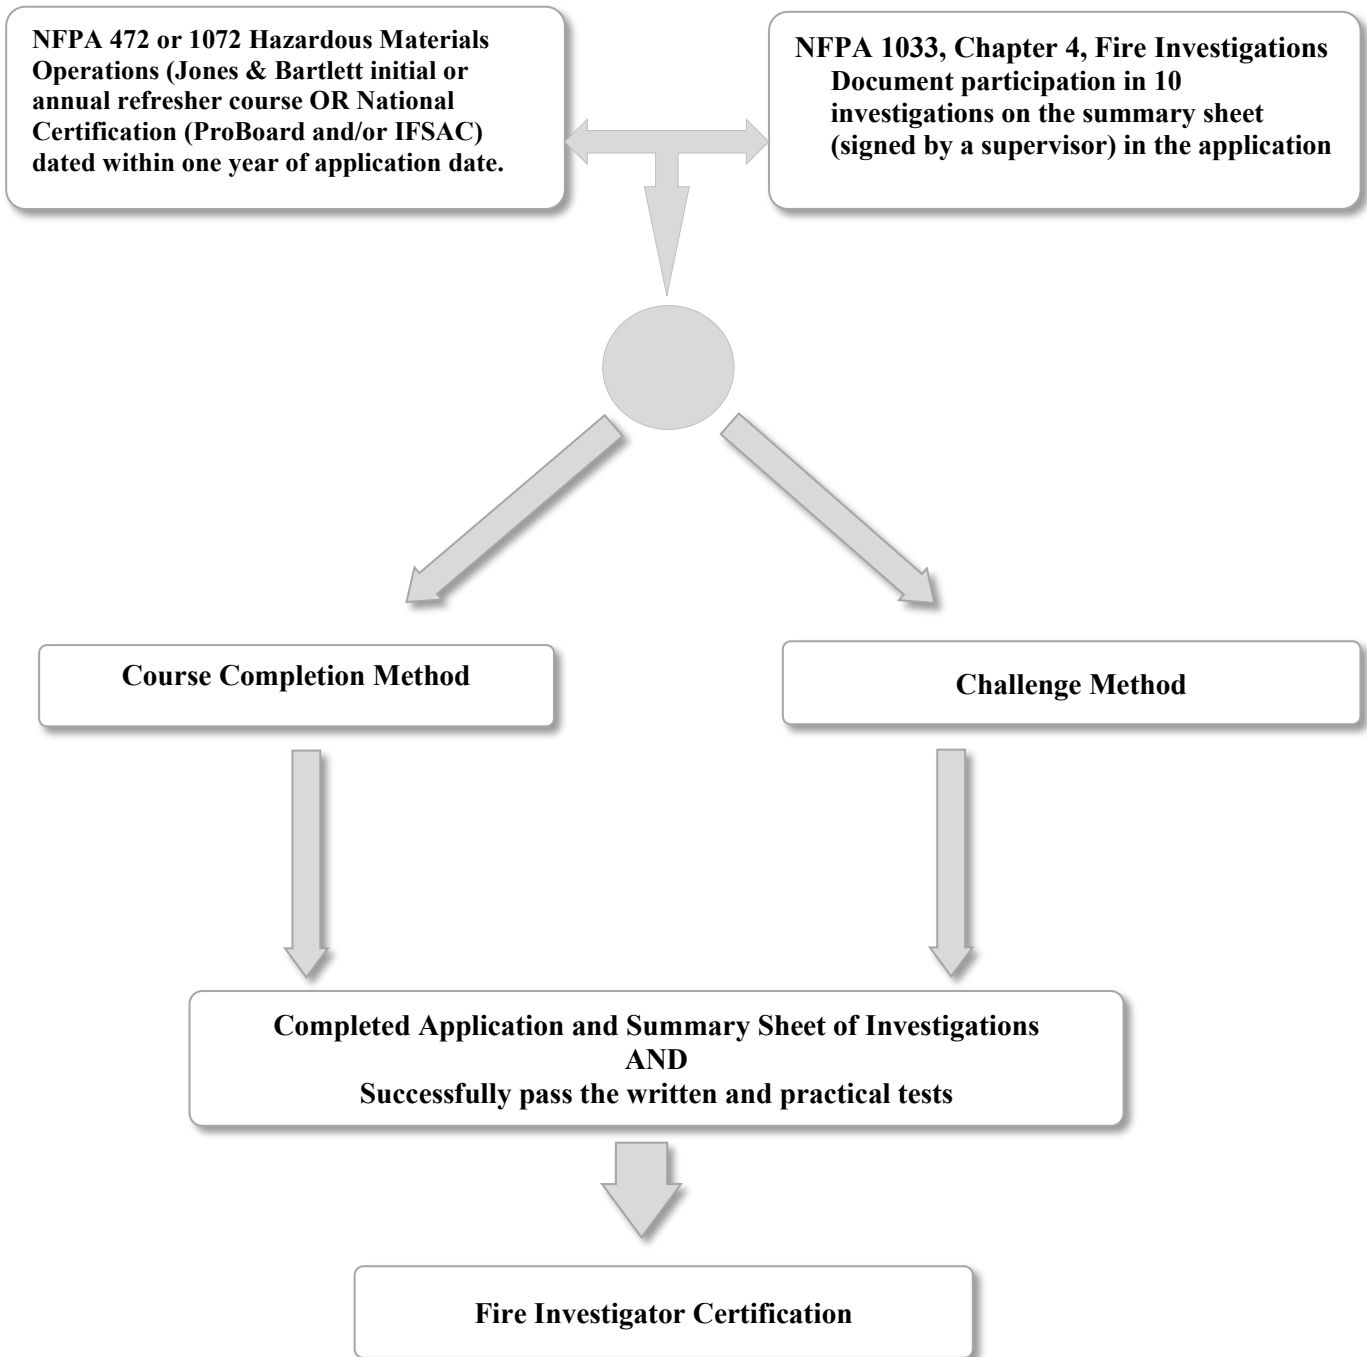 NFPA 472 or 1072 Hazardous Materials
Operations (Jones & Bartlett initial or
annual refresher course OR National
Certification (ProBoard and/or IFSAC)
dated within one year of application date.
NFPA 1033, Chapter 4, Fire Investigations
Document participation in 10
investigations on the summary sheet
(signed by a supervisor) in the application
Course Completion Method
Challenge Method
Completed Application and Summary Sheet of Investigations
AND
Successfully pass the written and practical tests
Fire Investigator Certification